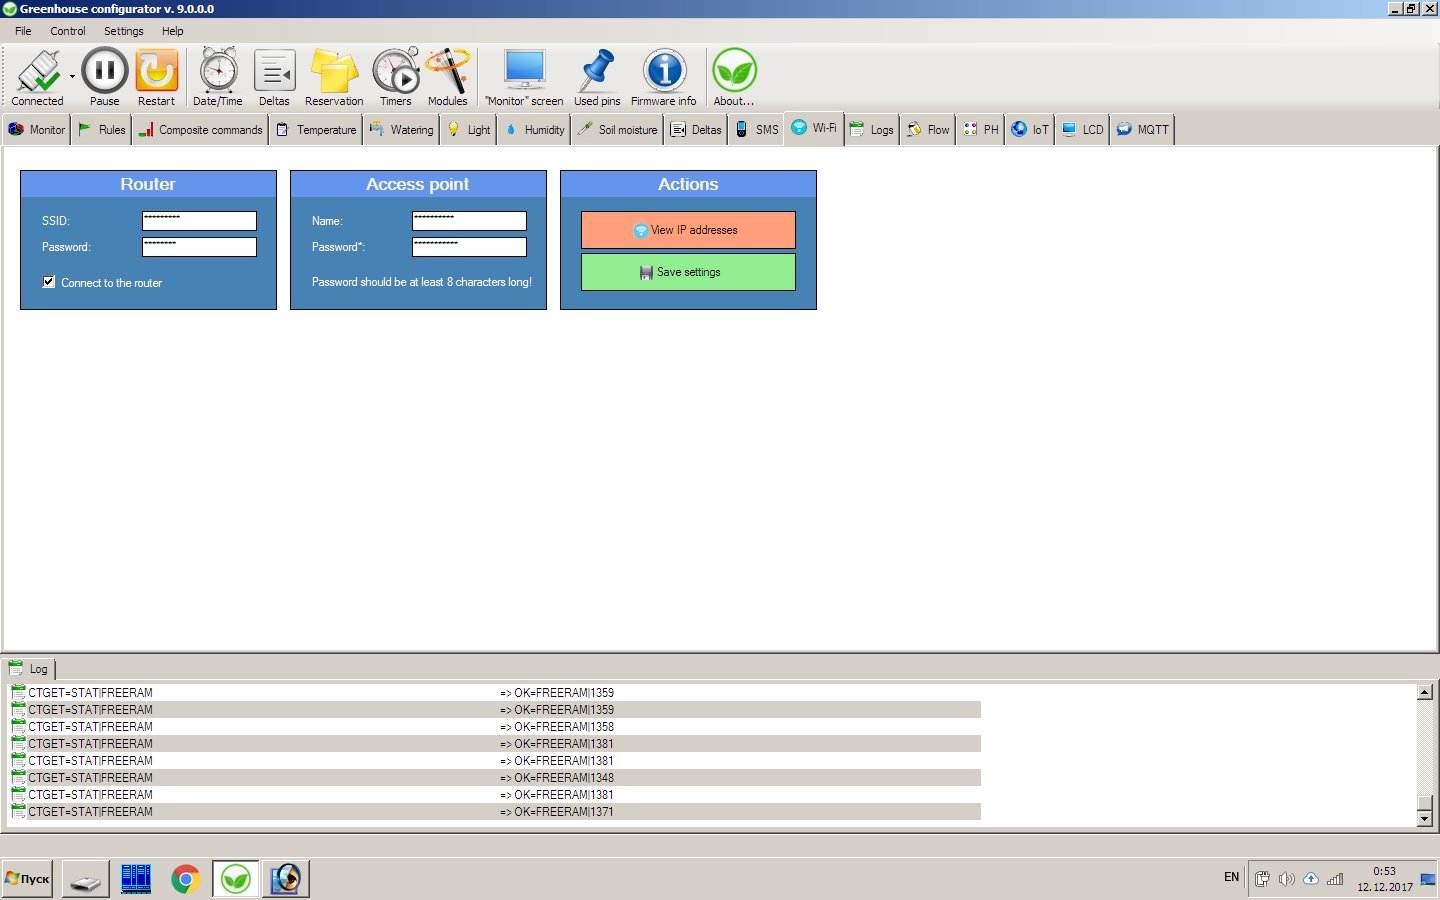 Greenhouse configurator v. 9.0.0.0
File Control Settings Help
Connected Pause Restart Date/Time Deltas Reservation Timers Modules "Monitor" screen Used pins Firmware info About...
Monitor Rules Composite commands Temperature Watering Light Humidity Soil moisture Deltas SMS Wi-Fi Logs Flow PH IoT LCD MQTT
Router
SSID: *********
Password: ********
Connect to the router
Access point
Name: **********
Password*: ***********
Password should be at least 8 characters long!
Actions
View IP addresses
Save settings
Log
CTGET=STAT|FREERAM => OK=FREERAM|1359
CTGET=STAT|FREERAM => OK=FREERAM|1359
CTGET=STAT|FREERAM => OK=FREERAM|1358
CTGET=STAT|FREERAM => OK=FREERAM|1381
CTGET=STAT|FREERAM => OK=FREERAM|1381
CTGET=STAT|FREERAM => OK=FREERAM|1348
CTGET=STAT|FREERAM => OK=FREERAM|1381
CTGET=STAT|FREERAM => OK=FREERAM|1371
Пуск
EN
0:53
12.12.2017